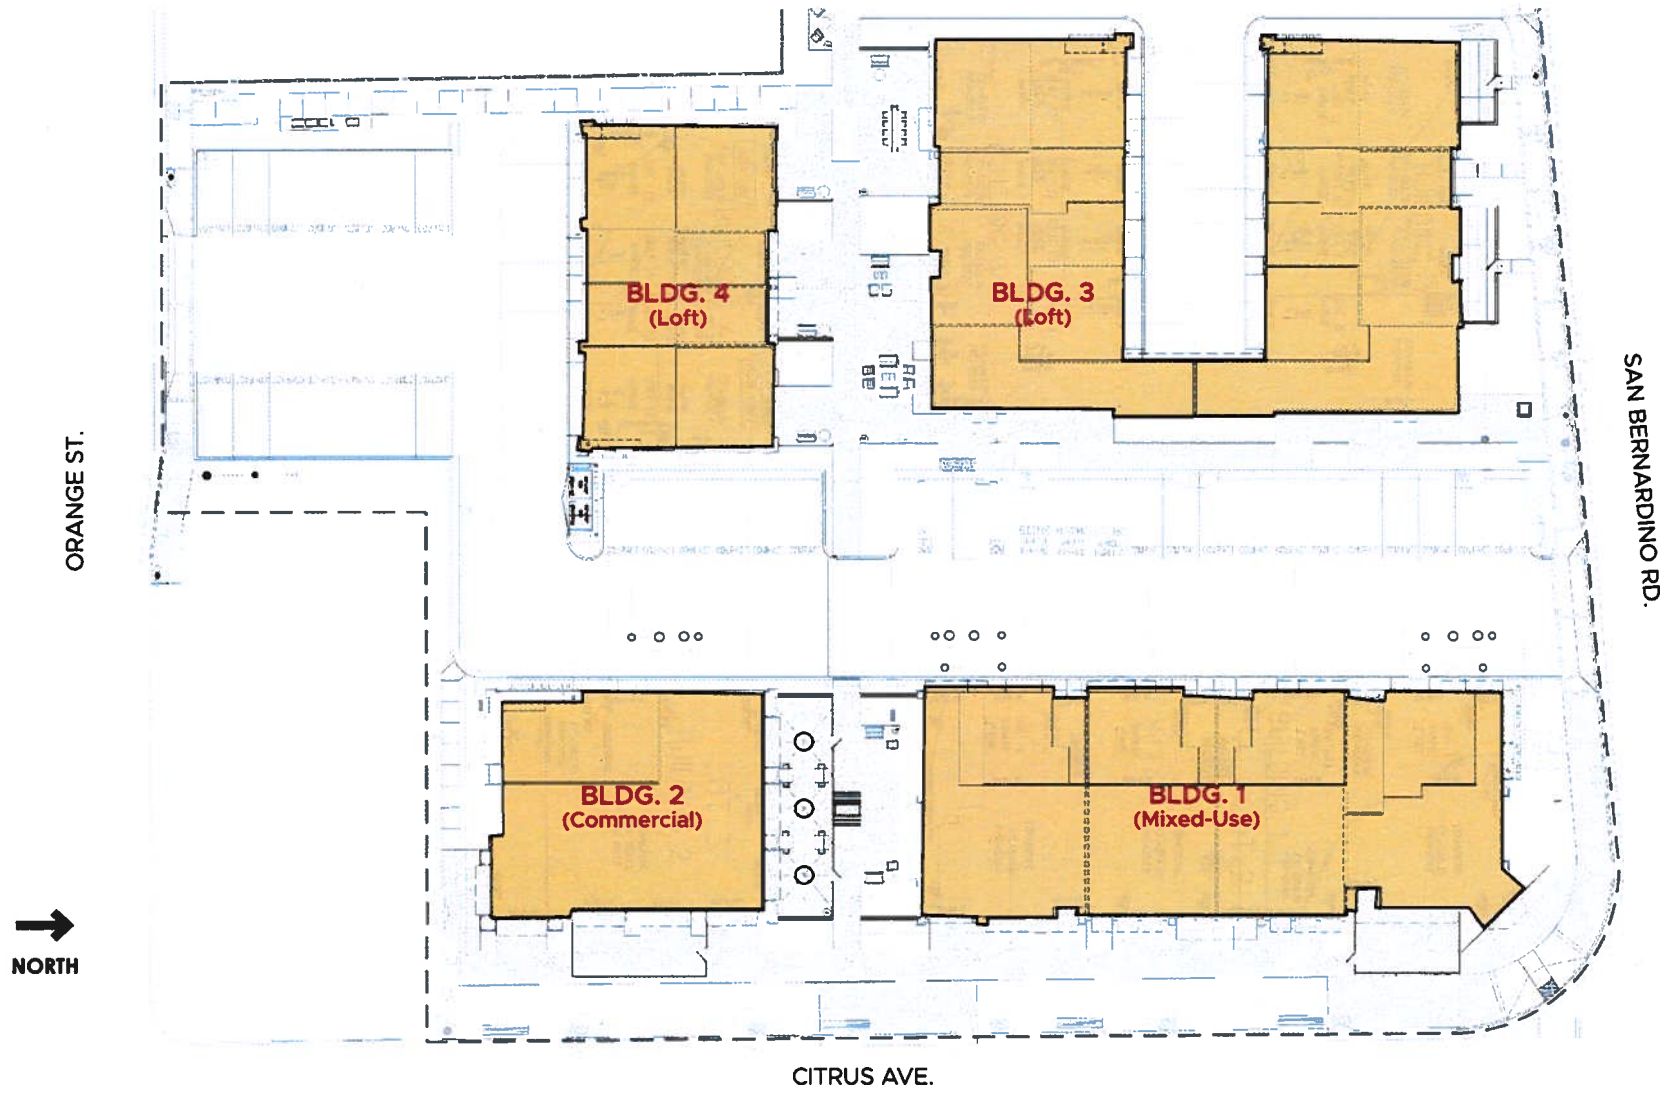 BLDG. 4
(Loft)
BLDG. 3
(Loft)
ORANGE ST.
SAN BERNARDINO RD.
BLDG. 2
(Commercial)
BLDG. 1
(Mixed-Use)
NORTH
CITRUS AVE.